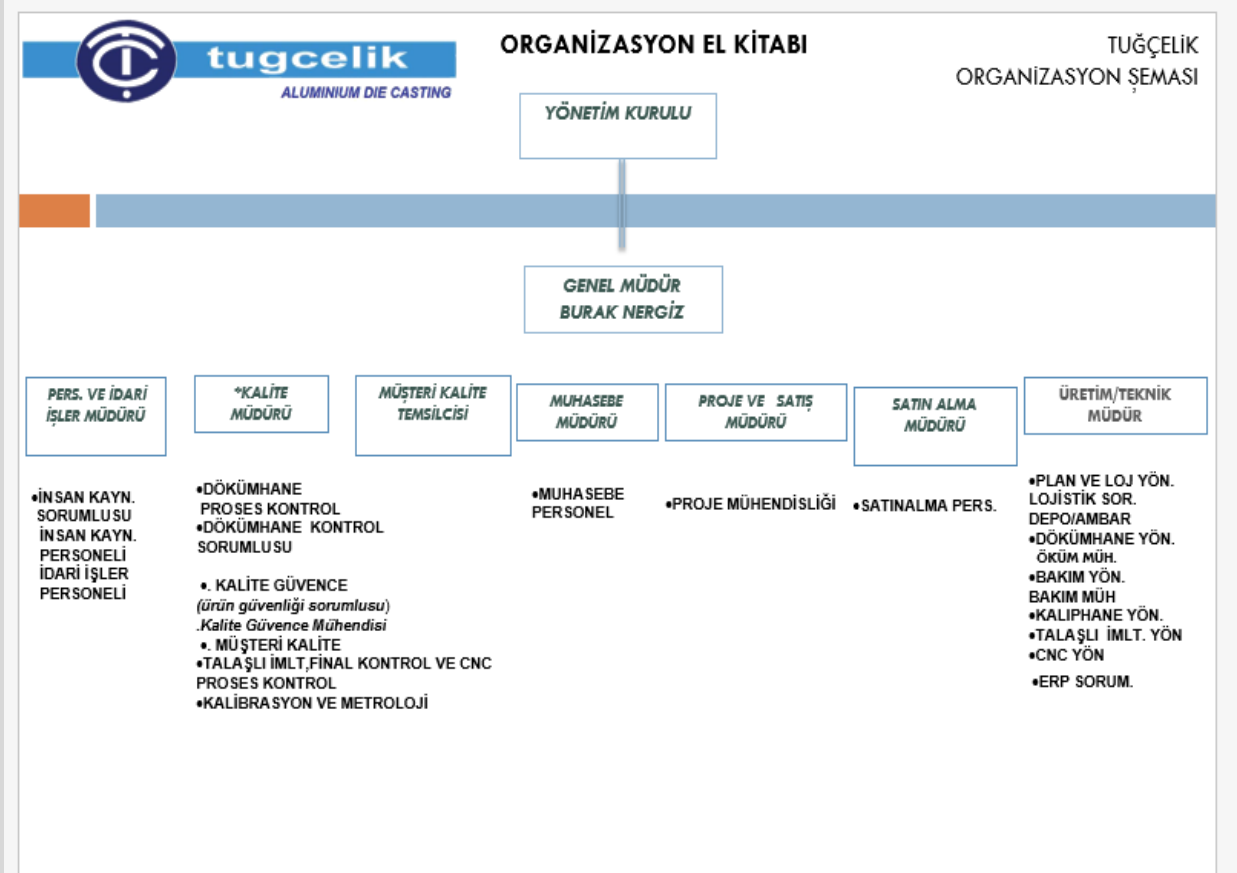 tugcelik
ALUMINIUM DIE CASTING
ORGANİZASYON EL KİTABI
TUĞÇELİK
ORGANİZASYON ŞEMASI
YÖNETİM KURULU
GENEL MÜDÜR
BURAK NERGİZ
PERS. VE İDARİ
İŞLER MÜDÜRÜ
*KALİTE
MÜDÜRÜ
MÜŞTERİ KALİTE
TEMSİLCİSİ
MUHASEBE
MÜDÜRÜ
PROJE VE SATIŞ
MÜDÜRÜ
SATIN ALMA
MÜDÜRÜ
ÜRETİM/TEKNİK
MÜDÜR
•İNSAN KAYN.
SORUMLUSU
İNSAN KAYN.
PERSONELİ
İDARİ İŞLER
PERSONELİ
•DÖKÜMHANE
PROSES KONTROL
•DÖKÜMHANE KONTROL
SORUMLUSU
•. KALİTE GÜVENCE
(ürün güvenliği sorumlusu)
.Kalite Güvence Mühendisi
•. MÜŞTERİ KALİTE
•TALAŞLI İMLT,FİNAL KONTROL VE CNC
PROSES KONTROL
•KALİBRASYON VE METROLOJİ
•MUHASEBE
PERSONEL
•PROJE MÜHENDİSLİĞİ
•SATINALMA PERS.
•PLAN VE LOJ YÖN.
LOJİSTİK SOR.
DEPO/AMBAR
•DÖKÜMHANE YÖN.
ÖKÜM MÜH.
•BAKIM YÖN.
BAKIM MÜH
•KALIPHANE YÖN.
•TALAŞLI İMLT. YÖN
•CNC YÖN
•ERP SORUM.